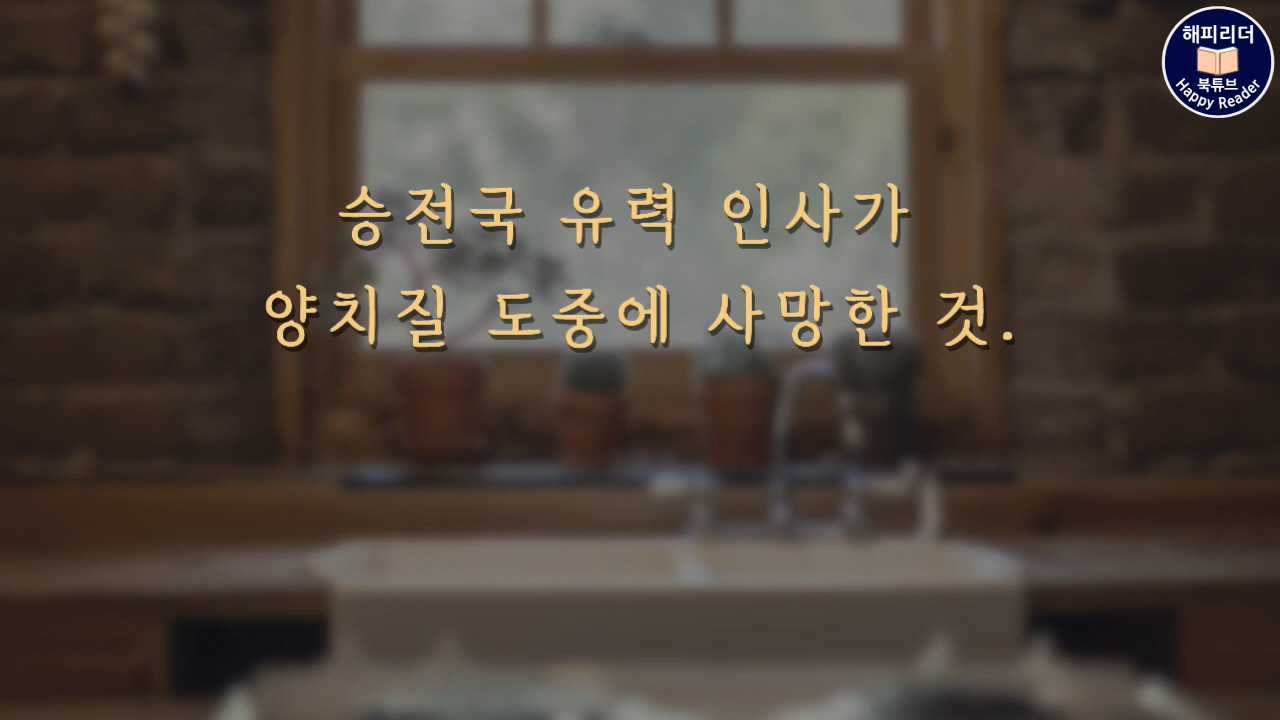 해피리더
북튜브
Happy Reader
승전국 유력 인사가
양치질 도중에 사망한 것.